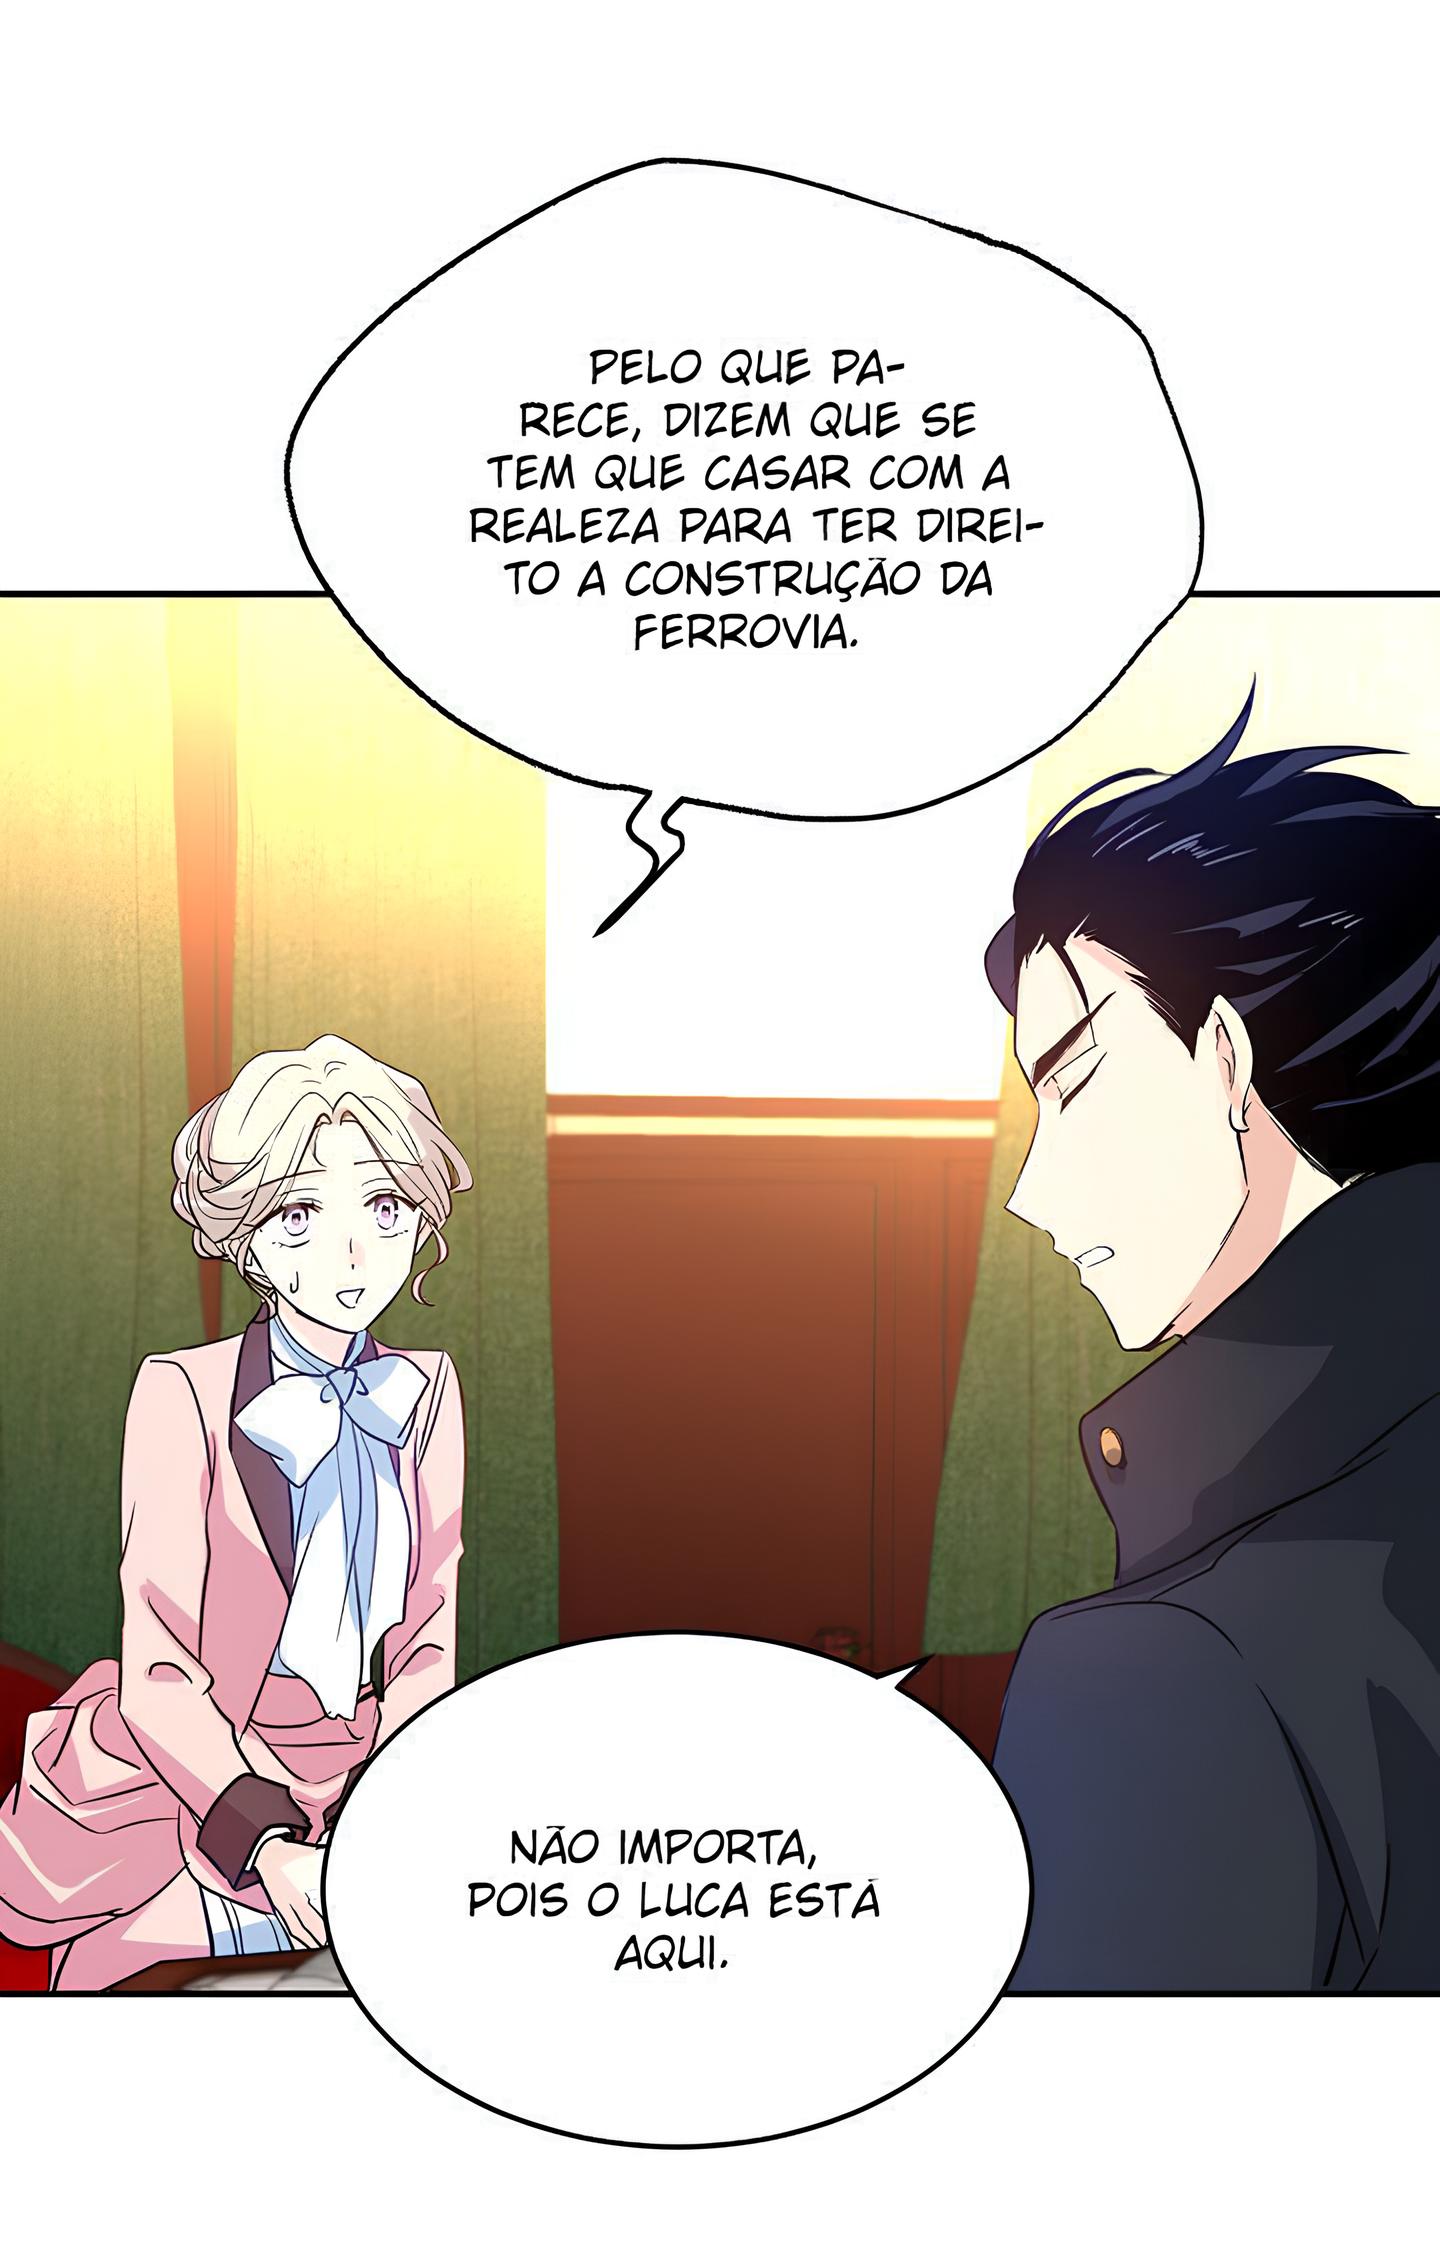 PELO QUE PA-
RECE, DIZEM QUE SE
TEM QUE CASAR COM A
REALEZA PARA TER DIREI-
TO A CONSTRUÇÃO DA
FERROVIA.
NÃO IMPORTA,
POIS O LUCA ESTÁ
AQUI.